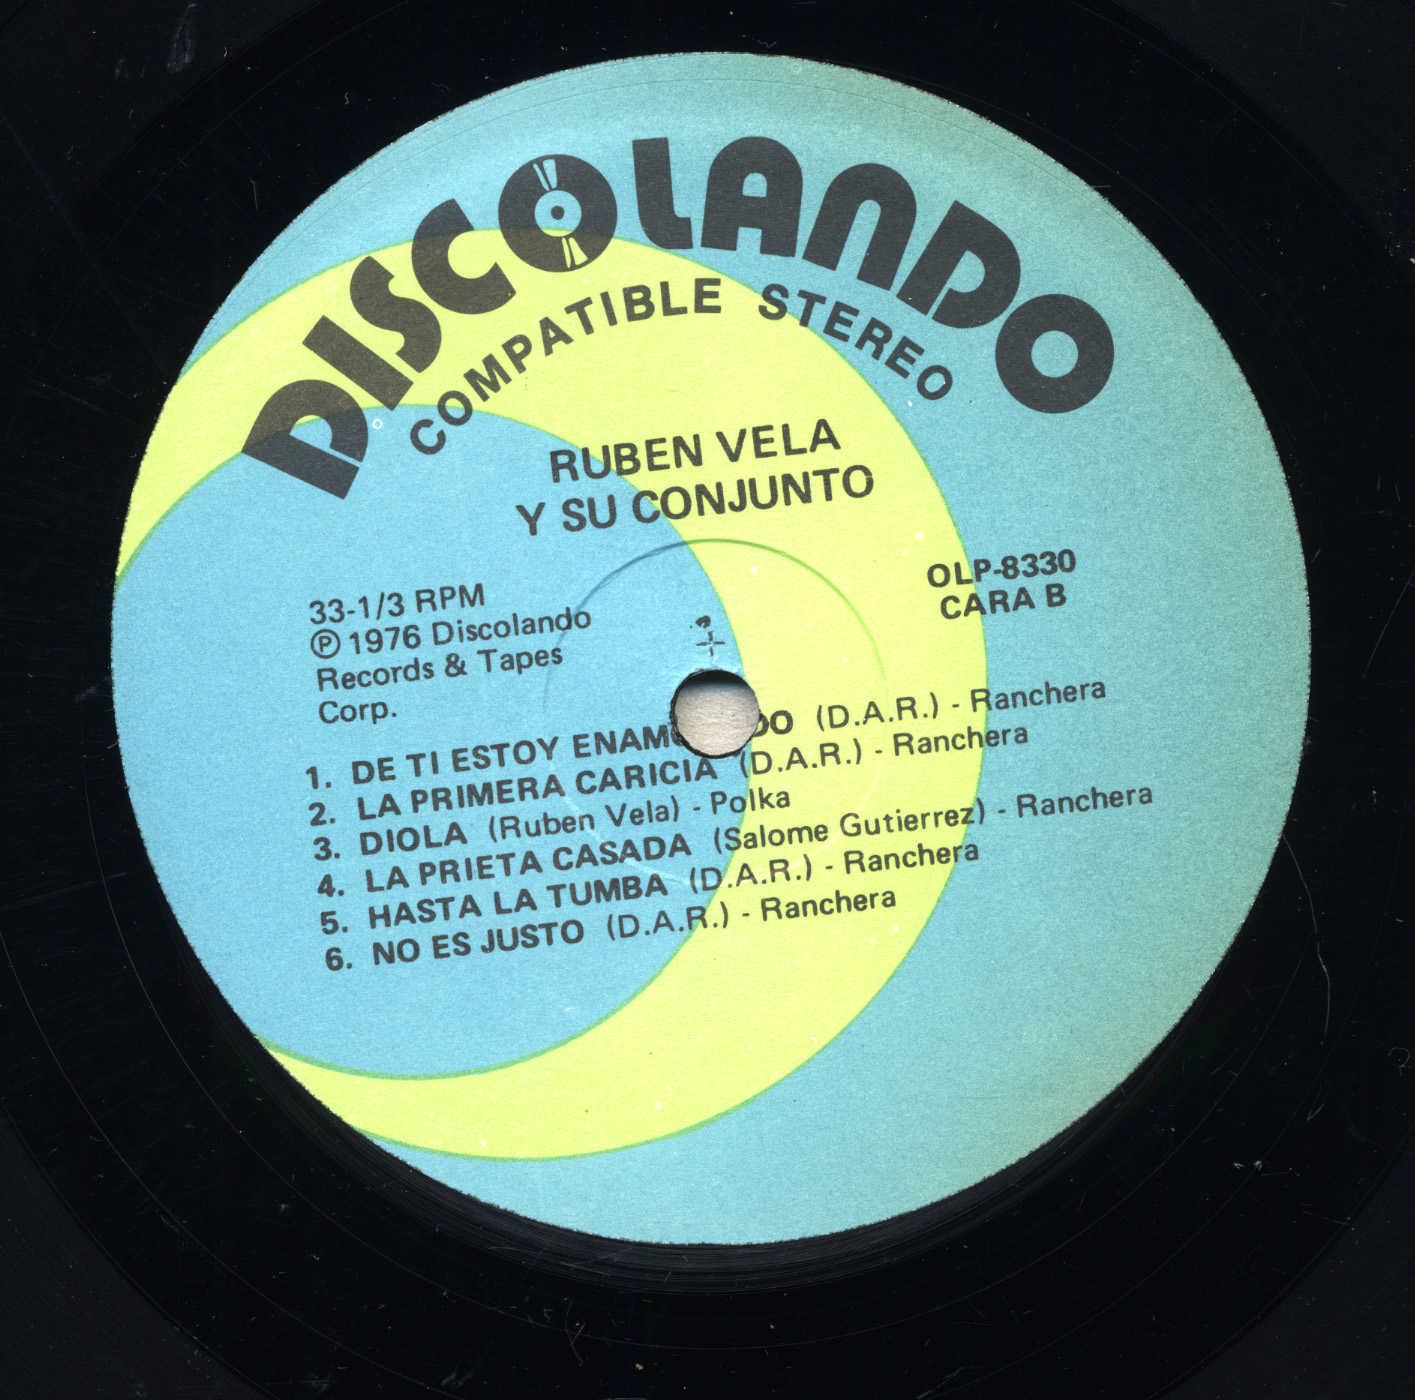 DISCOLANDO
COMPATIBLE STEREO
RUBEN VELA
Y SU CONJUNTO
OLP-8330
CARA B
33-1/3 RPM
Ⓟ 1976 Discolando
Records & Tapes
Corp.
1. DE TI ESTOY (D.A.R.) - Ranchera
2. LA PRIMERA CARICIA (D.A.R.) - Ranchera
3. DIOLA (Ruben Vela) - Polka
4. LA PRIETA CASADA (Salome Gutierrez) - Ranchera
5. HASTA LA TUMBA (D.A.R.) - Ranchera
6. NO ES JUSTO (D.A.R.) - Ranchera